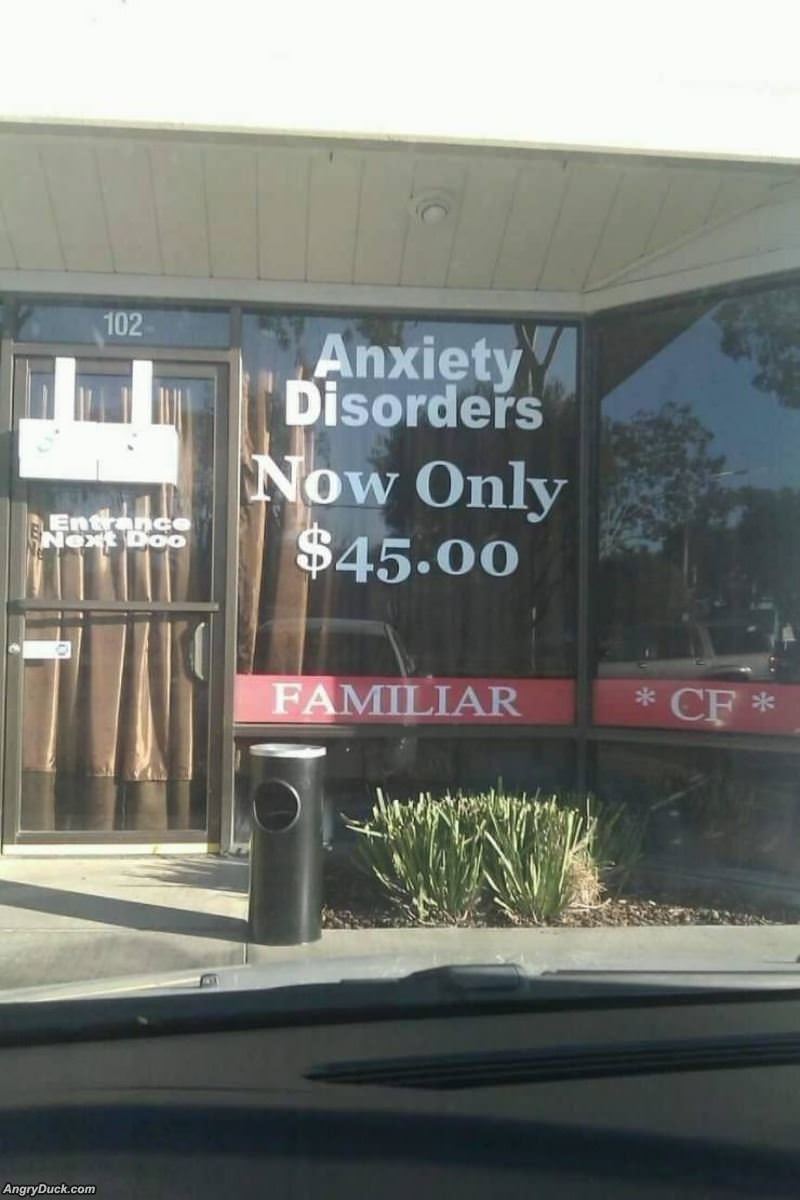 102
Anxiety
Disorders
Now Only
$45.00
Entrance
Next Doo
FAMILIAR
* CF *
AngryDuck.com